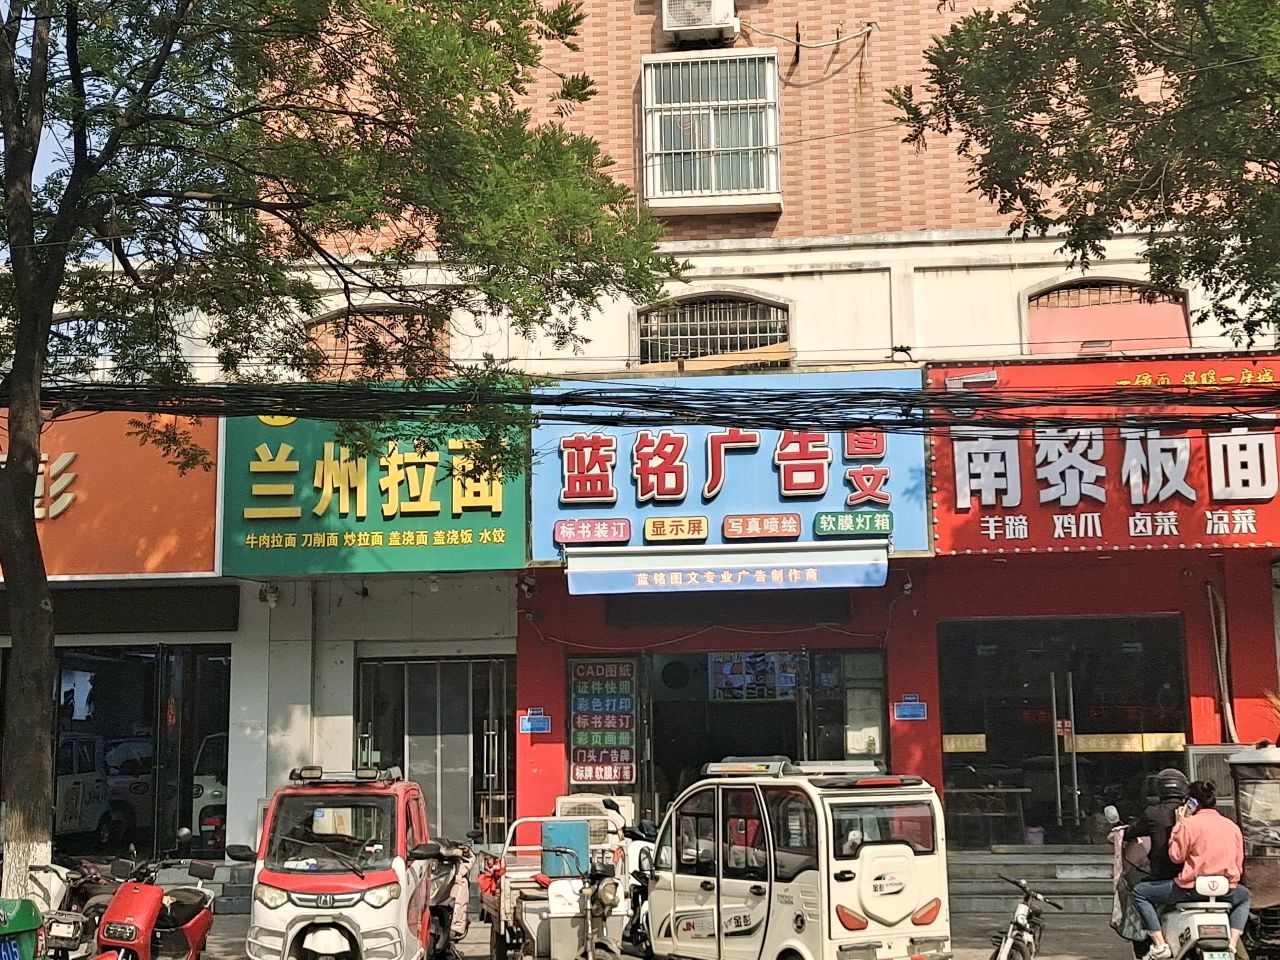 彭
兰州拉面
牛肉拉面 刀削面 炒拉面 盖烧面 盖浇饭 水饺
蓝铭广告
图文
标书装订 显示屏 写真喷绘 软膜灯箱
蓝铭图文专业广告制作商
南黎板面
羊蹄 鸡爪 卤菜 凉菜
CAD图纸
证件快照
彩色打印
标书装订
彩页画册
门头广告牌
标牌 软膜灯箱
金彭